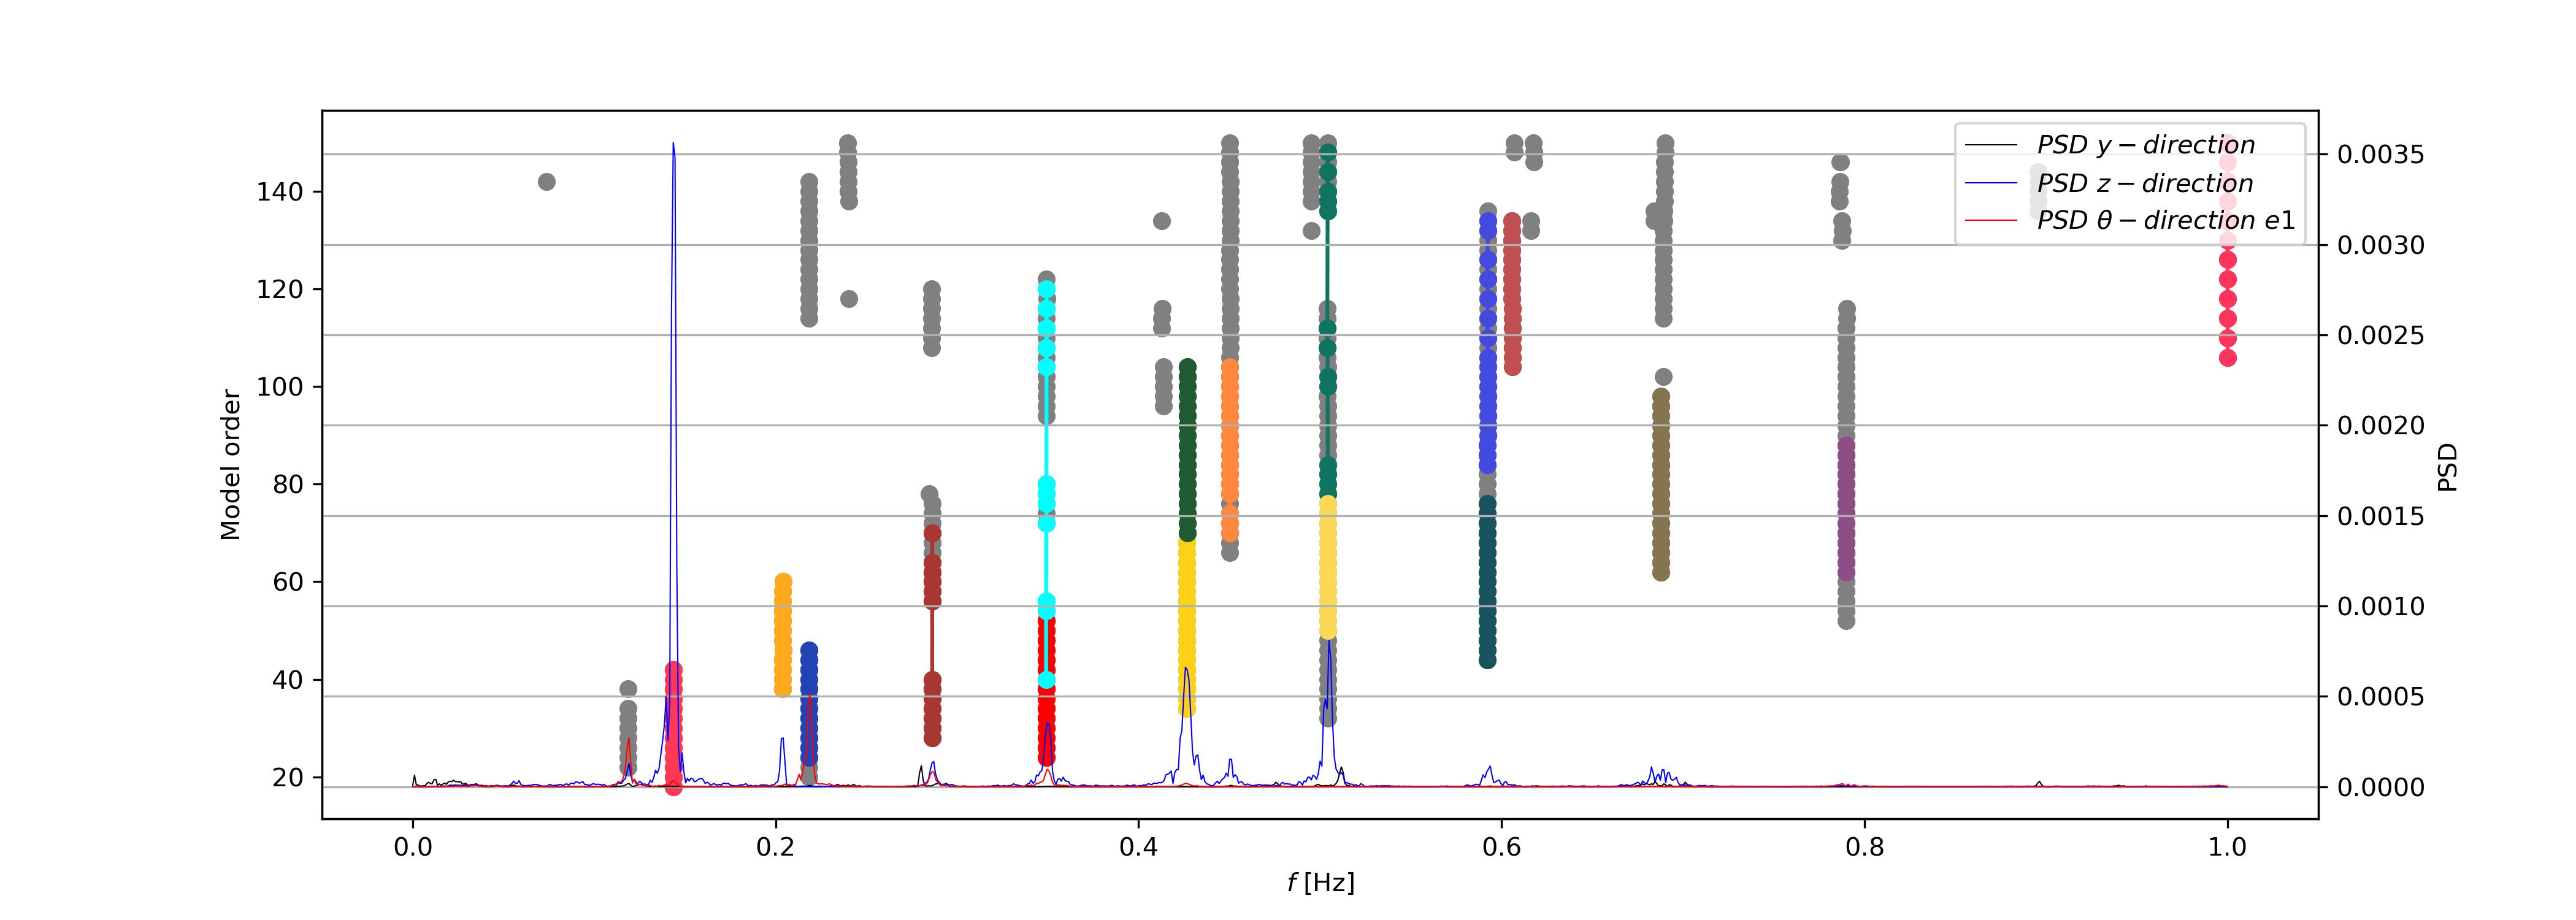 PSD y − direction
PSD z − direction
PSD θ − direction e1
140
120
100
80
60
40
20
Model order
0.0035
0.0030
0.0025
0.0020
0.0015
0.0010
0.0005
0.0000
PSD
0.0 0.2 0.4 0.6 0.8 1.0
f [Hz]